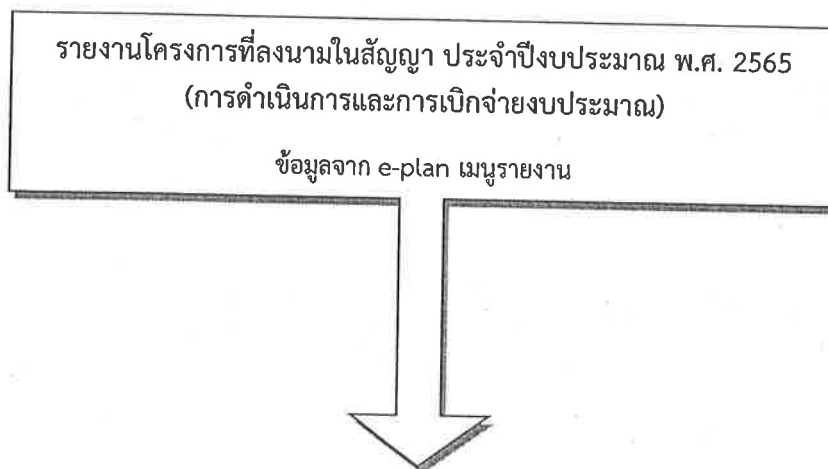 รายงานโครงการที่ลงนามในสัญญา ประจำปีงบประมาณ พ.ศ. 2565
(การดำเนินการและการเบิกจ่ายงบประมาณ)
ข้อมูลจาก e-plan เมนูรายงาน